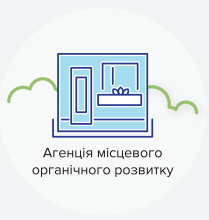 Агенція місцевого
органічного розвитку